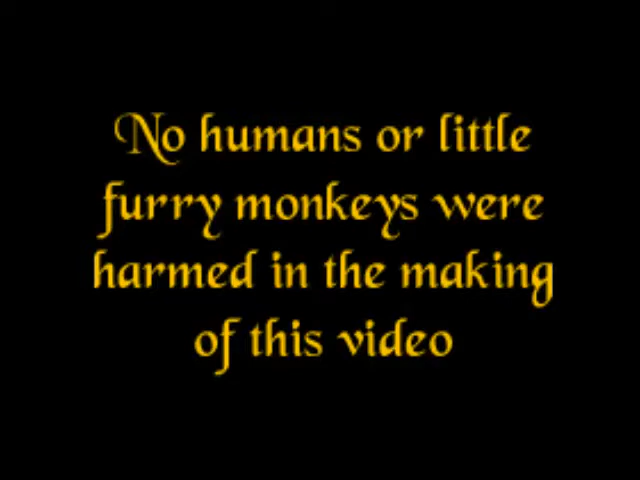 No humans or little
furry monkeys were
harmed in the making
of this video